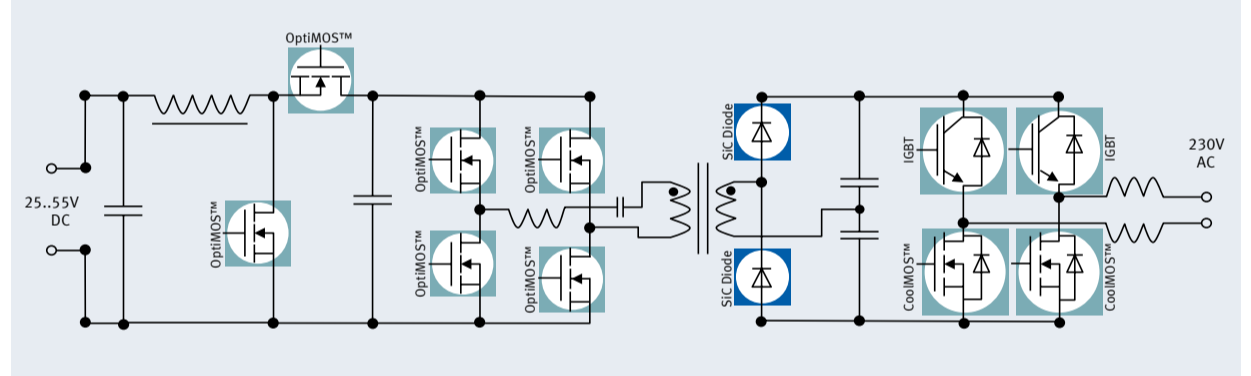 OptiMOS™
25..55V
DC
OptiMOS™
OptiMOS™
OptiMOS™
OptiMOS™
OptiMOS™
SiC Diode
SiC Diode
IGBT
IGBT
CoolMOS™
CoolMOS™
230V
AC